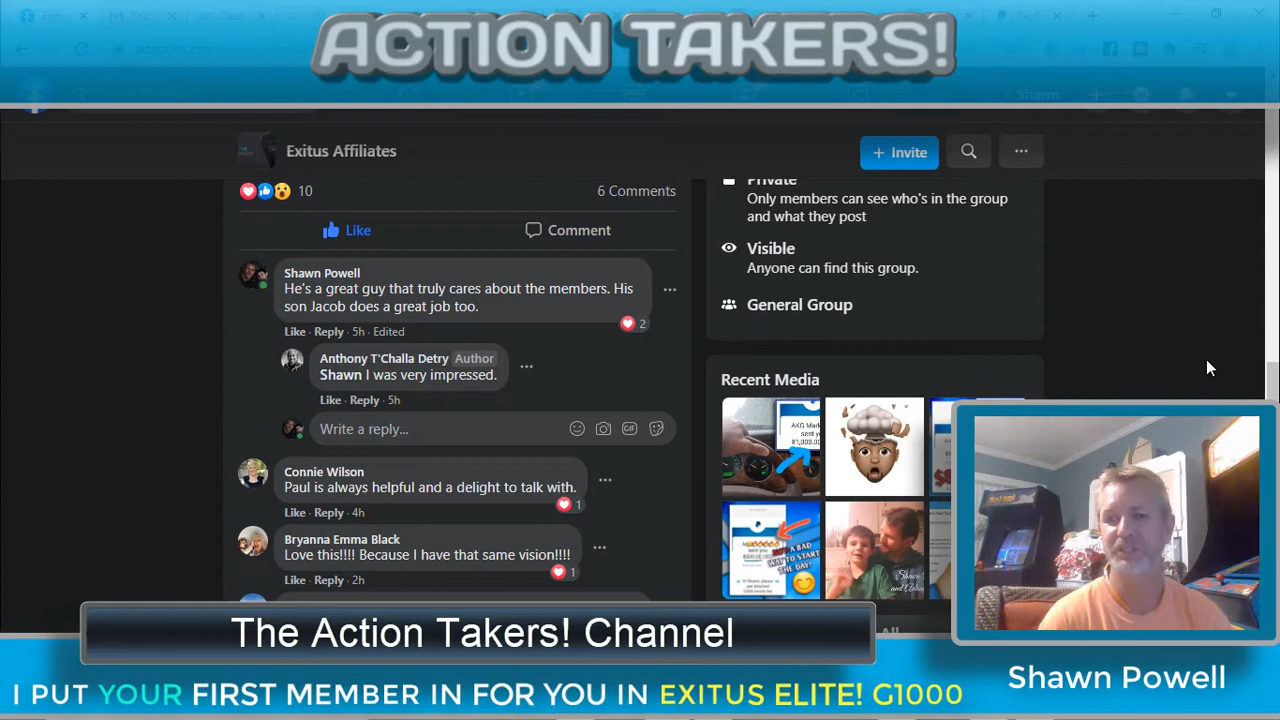 ACTION TAKERS!
Exitus Affiliates
+ Invite
10
6 Comments
Like
Comment
Shawn Powell
He's a great guy that truly cares about the members. His
son Jacob does a great job too.
2
Like · Reply · 5h · Edited
Anthony T'Challa Detry Author
Shawn I was very impressed.
Like · Reply · 5h
Write a reply...
GIF
Connie Wilson
Paul is always helpful and a delight to talk with.
1
Like · Reply · 4h
Bryanna Emma Black
Love this!!!! Because I have that same vision!!!!
1
Like · Reply · 2h
Private
Only members can see who's in the group
and what they post
Visible
Anyone can find this group.
General Group
Recent Media
The Action Takers! Channel
Shawn Powell
I PUT YOUR FIRST MEMBER IN FOR YOU IN EXITUS ELITE! G1000